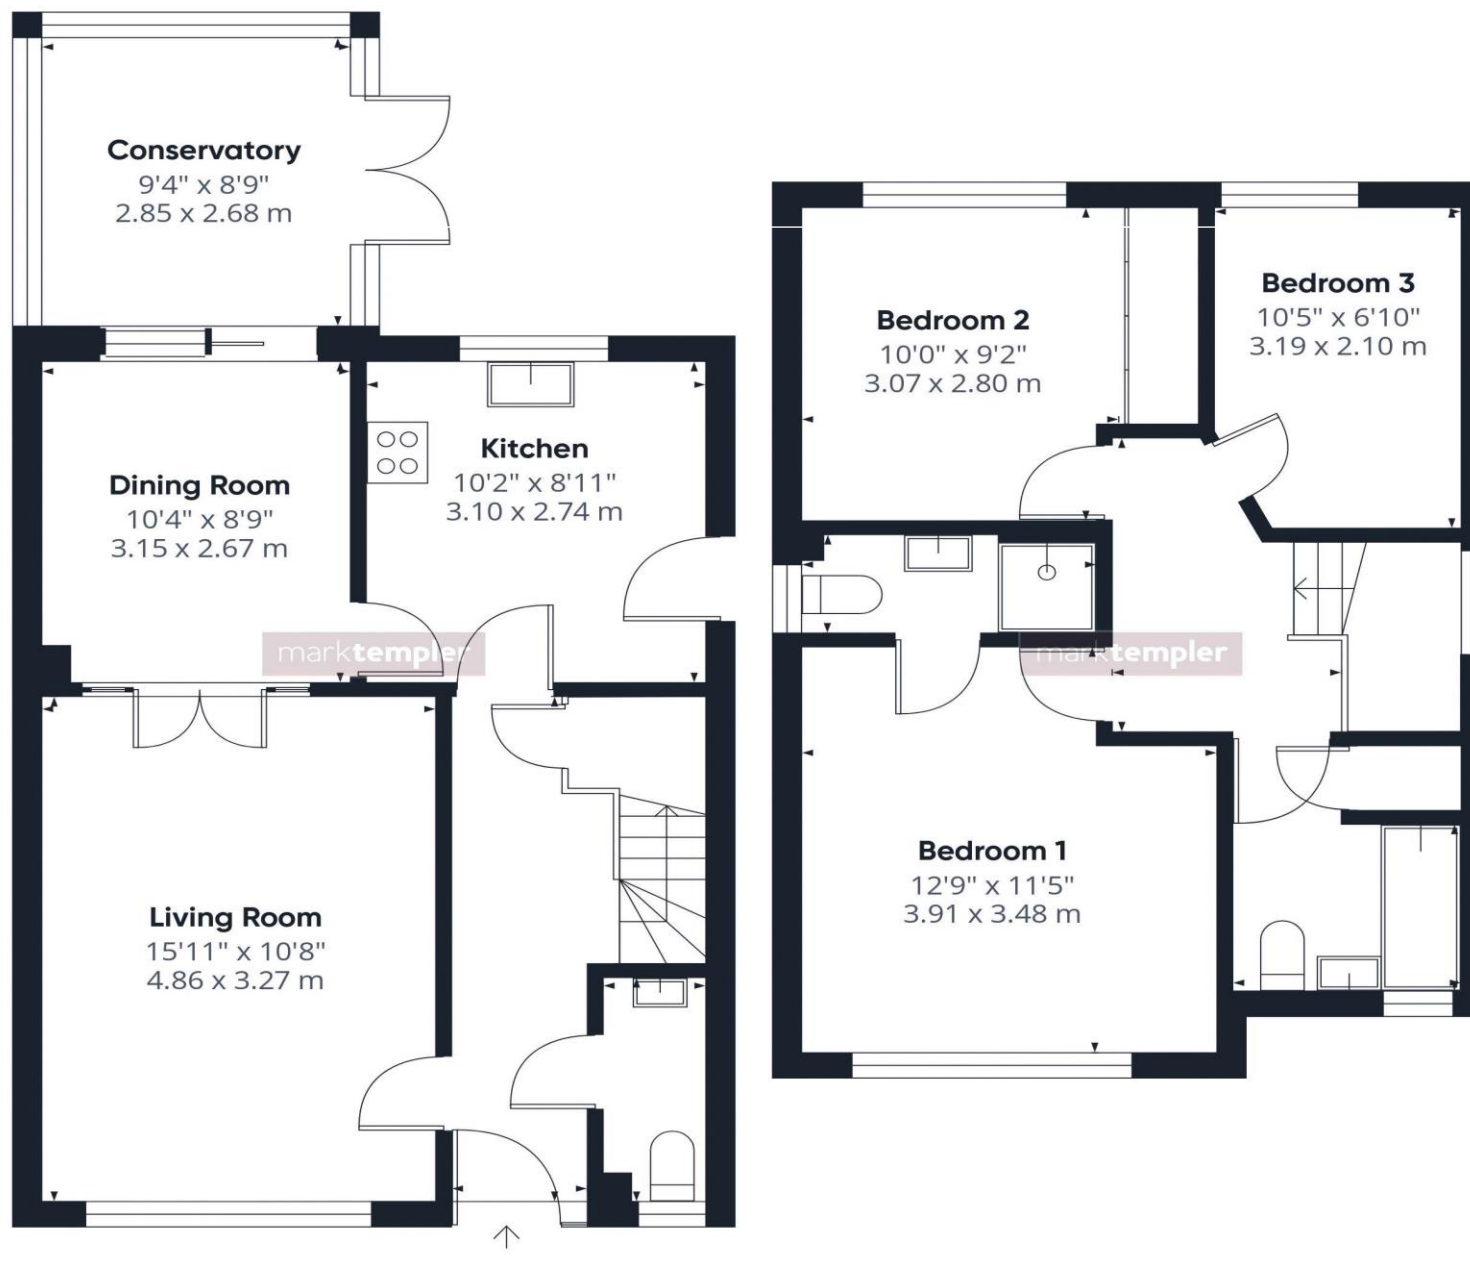 Conservatory
9'4" x 8'9"
2.85 x 2.68 m
Dining Room
10'4" x 8'9"
3.15 x 2.67 m
Kitchen
10'2" x 8'11"
3.10 x 2.74 m
marktempler
Living Room
15'11" x 10'8"
4.86 x 3.27 m
Bedroom 2
10'0" x 9'2"
3.07 x 2.80 m
Bedroom 3
10'5" x 6'10"
3.19 x 2.10 m
marktempler
Bedroom 1
12'9" x 11'5"
3.91 x 3.48 m